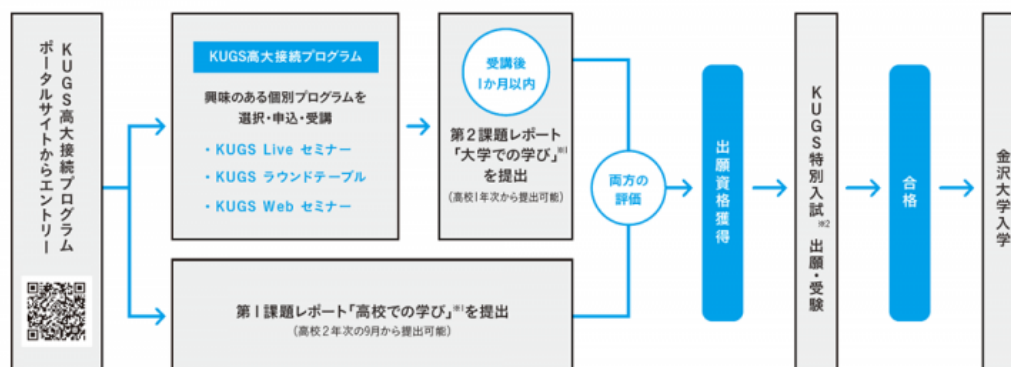 KUGS高大接続プログラム
ポータルサイトからエントリー
KUGS高大接続プログラム
興味のある個別プログラムを
選択・申込・受講
・KUGS Live セミナー
・KUGS ラウンドテーブル
・KUGS Web セミナー
受講後
1か月以内
第2課題レポート
「大学での学び」※1
を提出
(高校1年次から提出可能)
第1課題レポート「高校での学び」※1を提出
(高校2年次の9月から提出可能)
両方の
評価
出願資格獲得
KUGS特別入試※2 出願・受験
合格
金沢大学入学